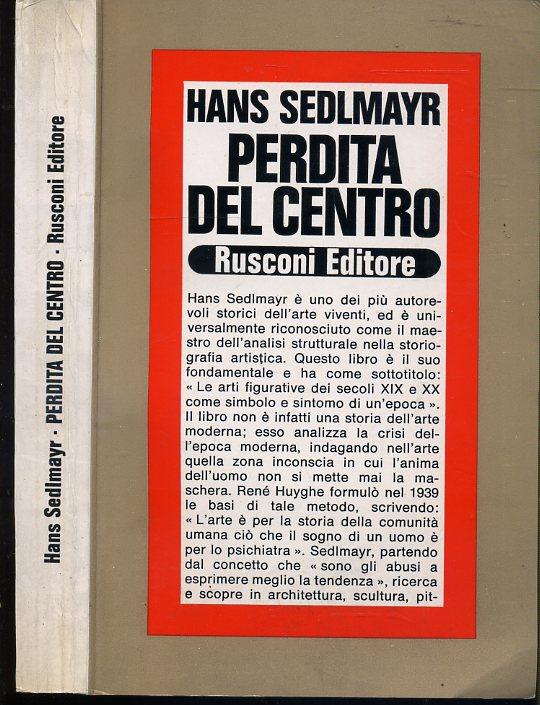 Hans Sedlmayr · PERDITA DEL CENTRO · Rusconi Editore
HANS SEDLMAYR
PERDITA
DEL CENTRO
Rusconi Editore
Hans Sedlmayr è uno dei più autore-
voli storici dell'arte viventi, ed è uni-
versalmente riconosciuto come il mae-
stro dell'analisi strutturale nella storio-
grafia artistica. Questo libro è il suo
fondamentale e ha come sottotitolo:
« Le arti figurative dei secoli XIX e XX
come simbolo e sintomo di un'epoca ».
Il libro non è infatti una storia dell'arte
moderna; esso analizza la crisi del-
l'epoca moderna, indagando nell'arte
quella zona inconscia in cui l'anima
dell'uomo non si mette mai la ma-
schera. René Huyghe formulò nel 1939
le basi di tale metodo, scrivendo:
« L'arte è per la storia della comunità
umana ciò che il sogno di un uomo è
per lo psichiatra ». Sedlmayr, partendo
dal concetto che « sono gli abusi a
esprimere meglio la tendenza », ricerca
e scopre in architettura, scultura, pit-